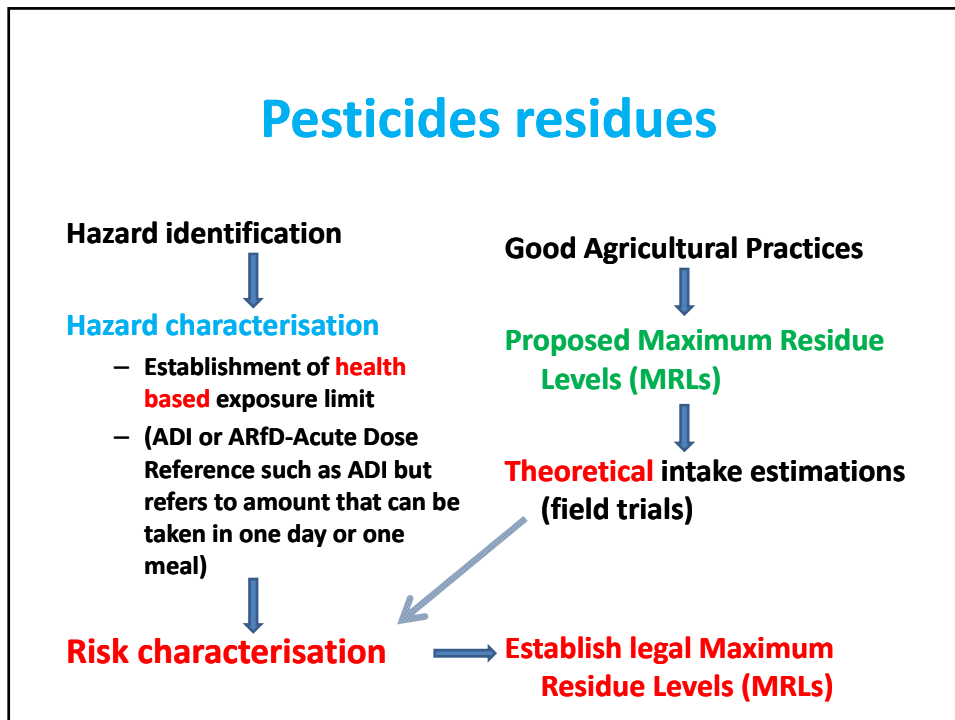 Pesticides residues
Hazard identification
Hazard characterisation
– Establishment of health
based exposure limit
– (ADI or ARfD-Acute Dose
Reference such as ADI but
refers to amount that can be
taken in one day or one
meal)
Risk characterisation
Good Agricultural Practices
Proposed Maximum Residue
Levels (MRLs)
Theoretical intake estimations
(field trials)
Establish legal Maximum
Residue Levels (MRLs)